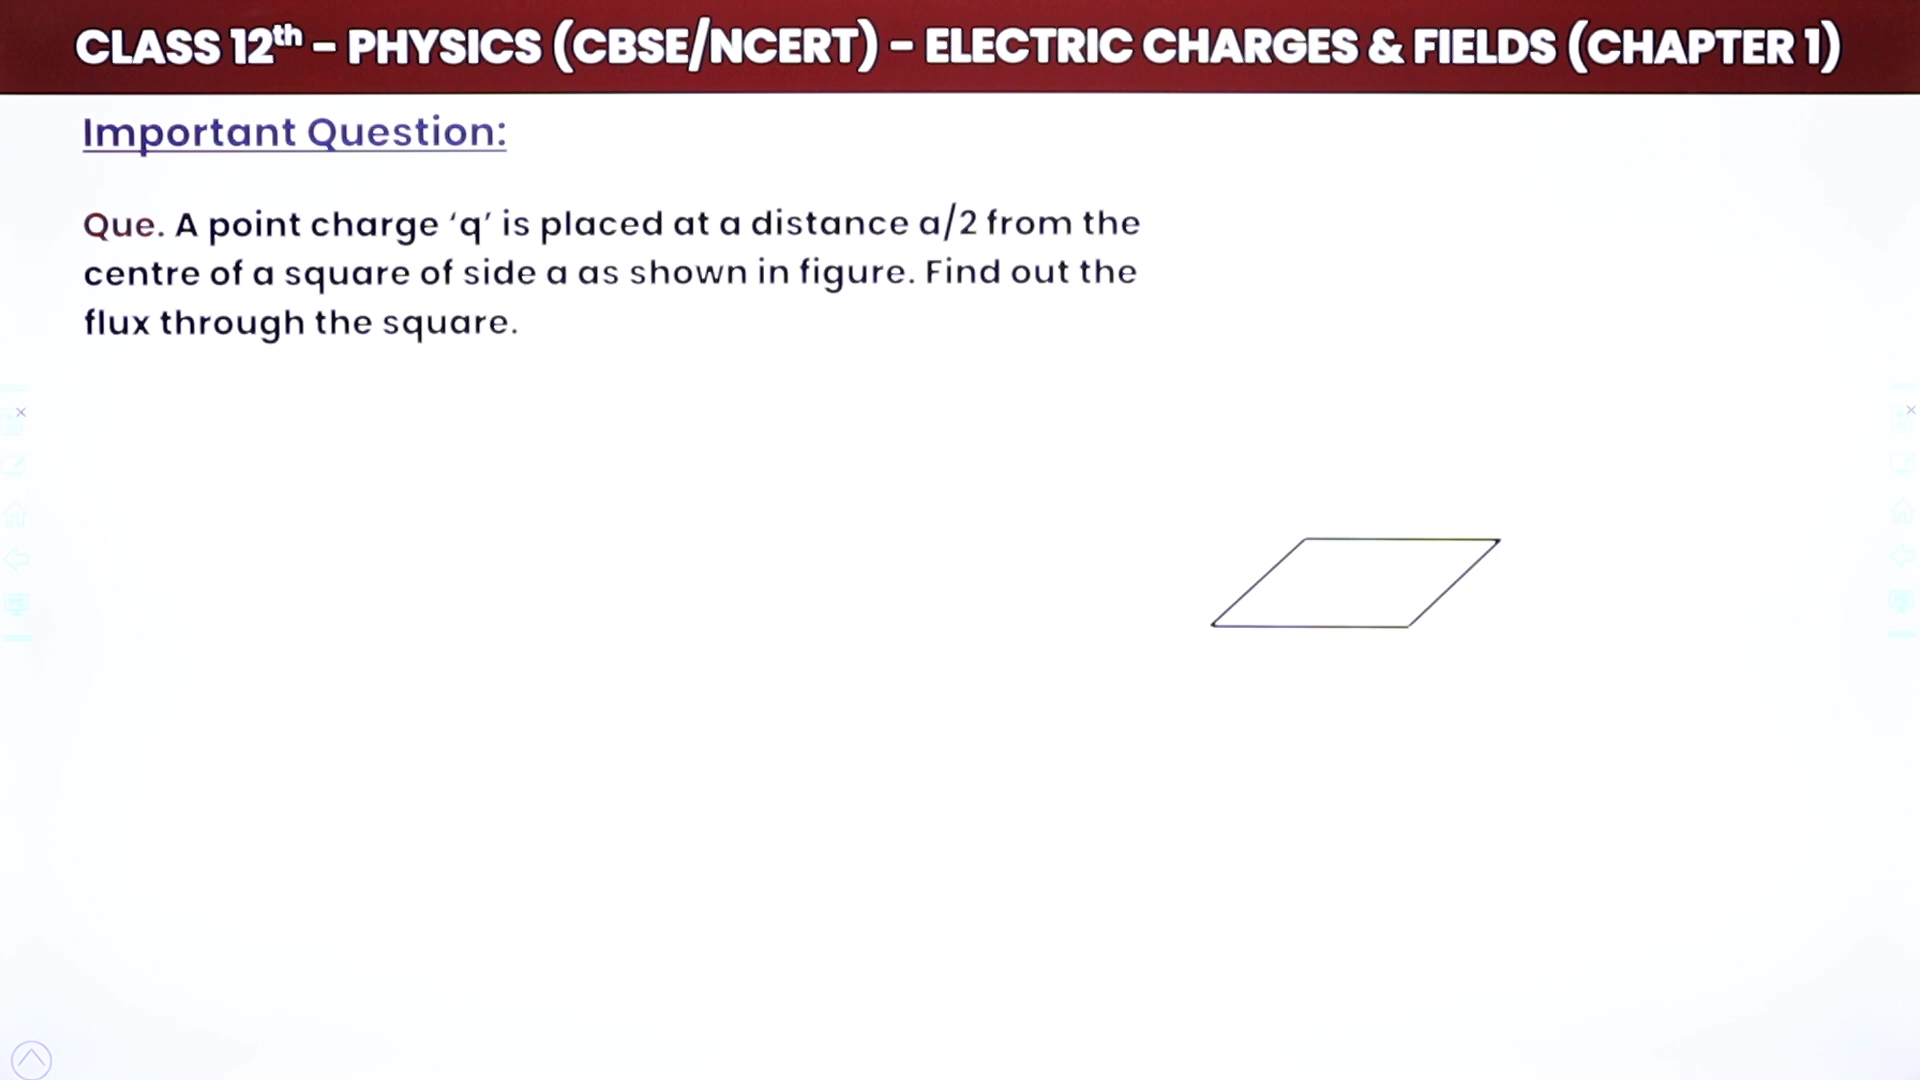 CLASS 12th – PHYSICS (CBSE/NCERT) – ELECTRIC CHARGES & FIELDS (CHAPTER 1)
Important Question:
Que. A point charge ‘q’ is placed at a distance a/2 from the
centre of a square of side a as shown in figure. Find out the
flux through the square.